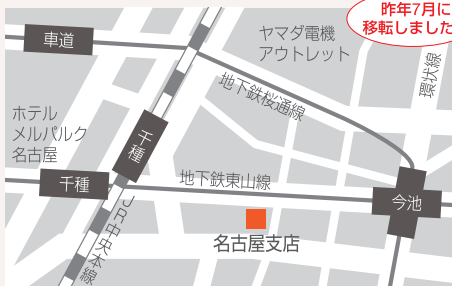 昨年7月に
移転しました
車道
ヤマダ電機
アウトレット
環状線
地下鉄桜通線
ホテル
メルパルク
名古屋
千種
千種
地下鉄東山線
今池
JR中央本線
名古屋支店